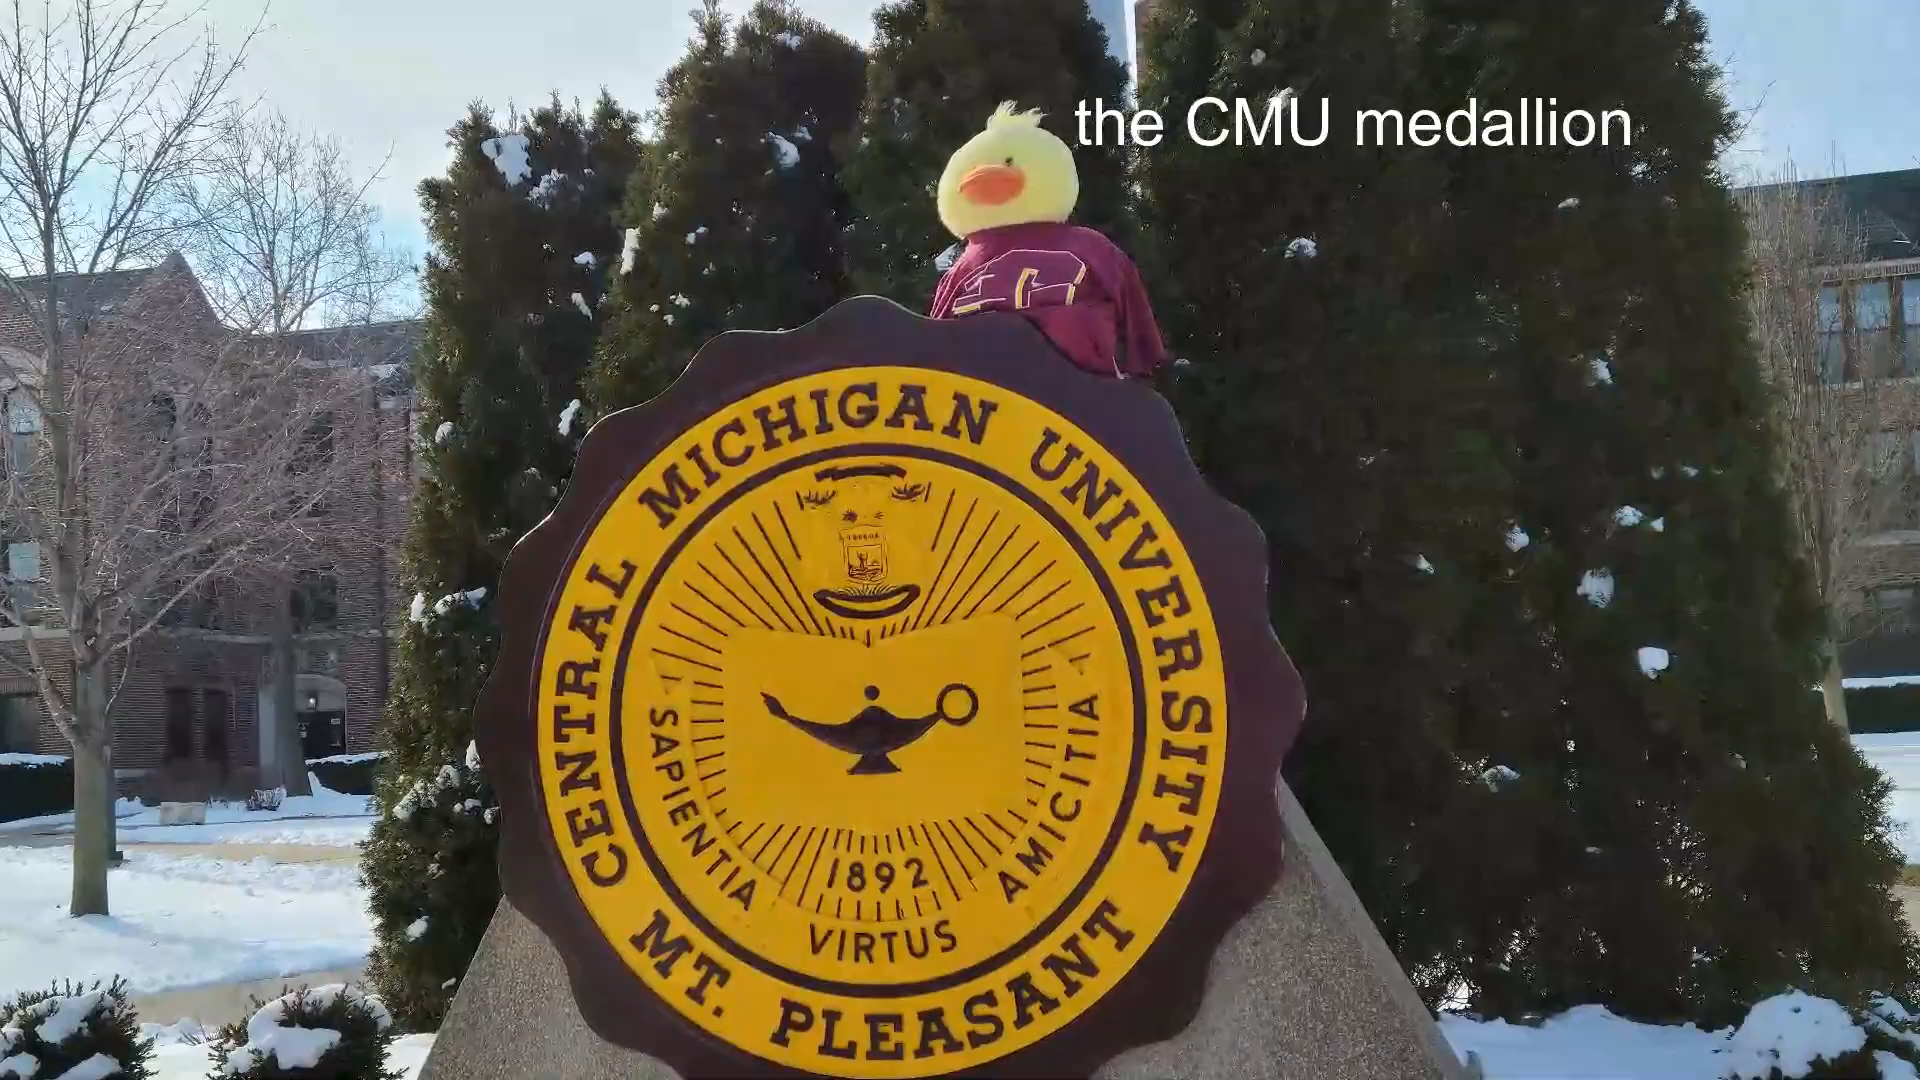 the CMU medallion
CENTRAL MICHIGAN UNIVERSITY
SAPIENTIA
VIRTUS
AMICITIA
1892
MT. PLEASANT